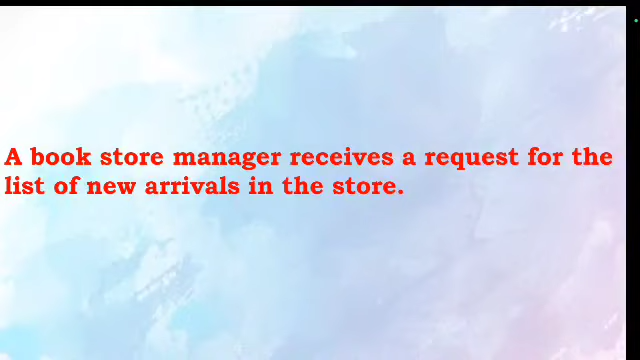 A book store manager receives a request for the
list of new arrivals in the store.